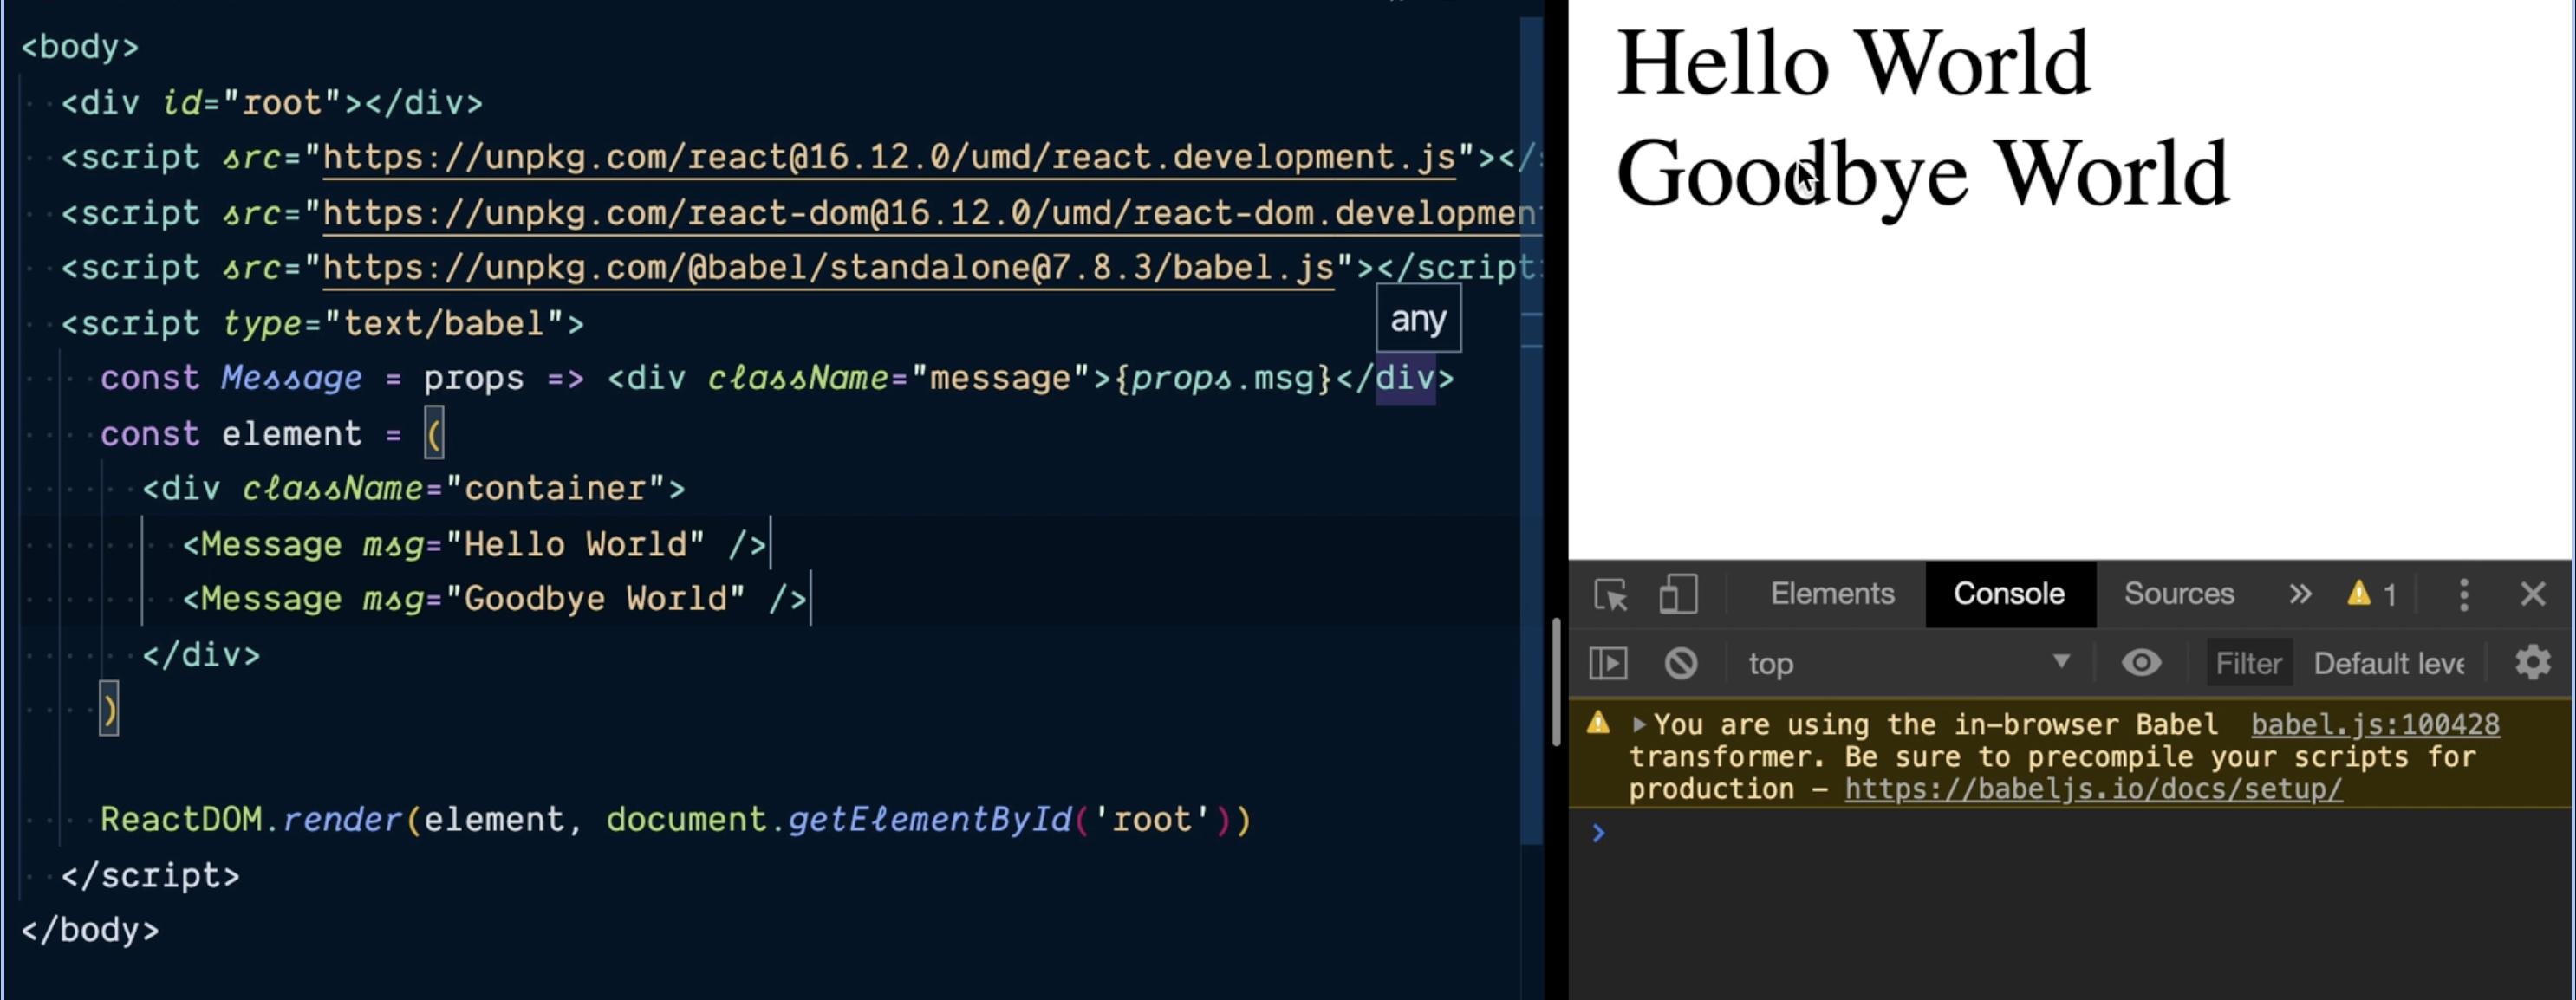 <body>
<div id="root"></div>
<script src="https://unpkg.com/react@16.12.0/umd/react.development.js"></
<script src="https://unpkg.com/react-dom@16.12.0/umd/react-dom.developmen
<script src="https://unpkg.com/@babel/standalone@7.8.3/babel.js"></script
<script type="text/babel">
any
const Message = props => <div className="message">{props.msg}</div>
const element = (
<div className="container">
<Message msg="Hello World" />
<Message msg="Goodbye World" />
</div>
)
ReactDOM.render(element, document.getElementById('root'))
</script>
</body>
Hello World
Goodbye World
Elements Console Sources » 1
top Filter Default leve
You are using the in-browser Babel babel.js:100428
transformer. Be sure to precompile your scripts for
production – https://babeljs.io/docs/setup/